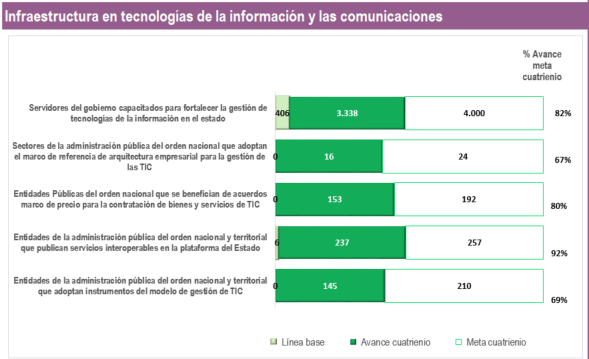 Infraestructura en tecnologías de la información y las comunicaciones
% Avance
meta
cuatrienio
Servidores del gobierno capacitados para fortalecer la gestión de
tecnologías de la información en el estado
406
3.338
4.000
82%
Sectores de la administración pública del orden nacional que adoptan
el marco de referencia de arquitectura empresarial para la gestión de
las TIC
0
16
24
67%
Entidades Públicas del orden nacional que se benefician de acuerdos
marco de precio para la contratación de bienes y servicios de TIC
0
153
192
80%
Entidades de la administración pública del orden nacional y territorial
que publican servicios interoperables en la plataforma del Estado
6
237
257
92%
Entidades de la administración pública del orden nacional y territorial
que adoptan instrumentos del modelo de gestión de TIC
0
145
210
69%
Línea base
Avance cuatrienio
Meta cuatrienio